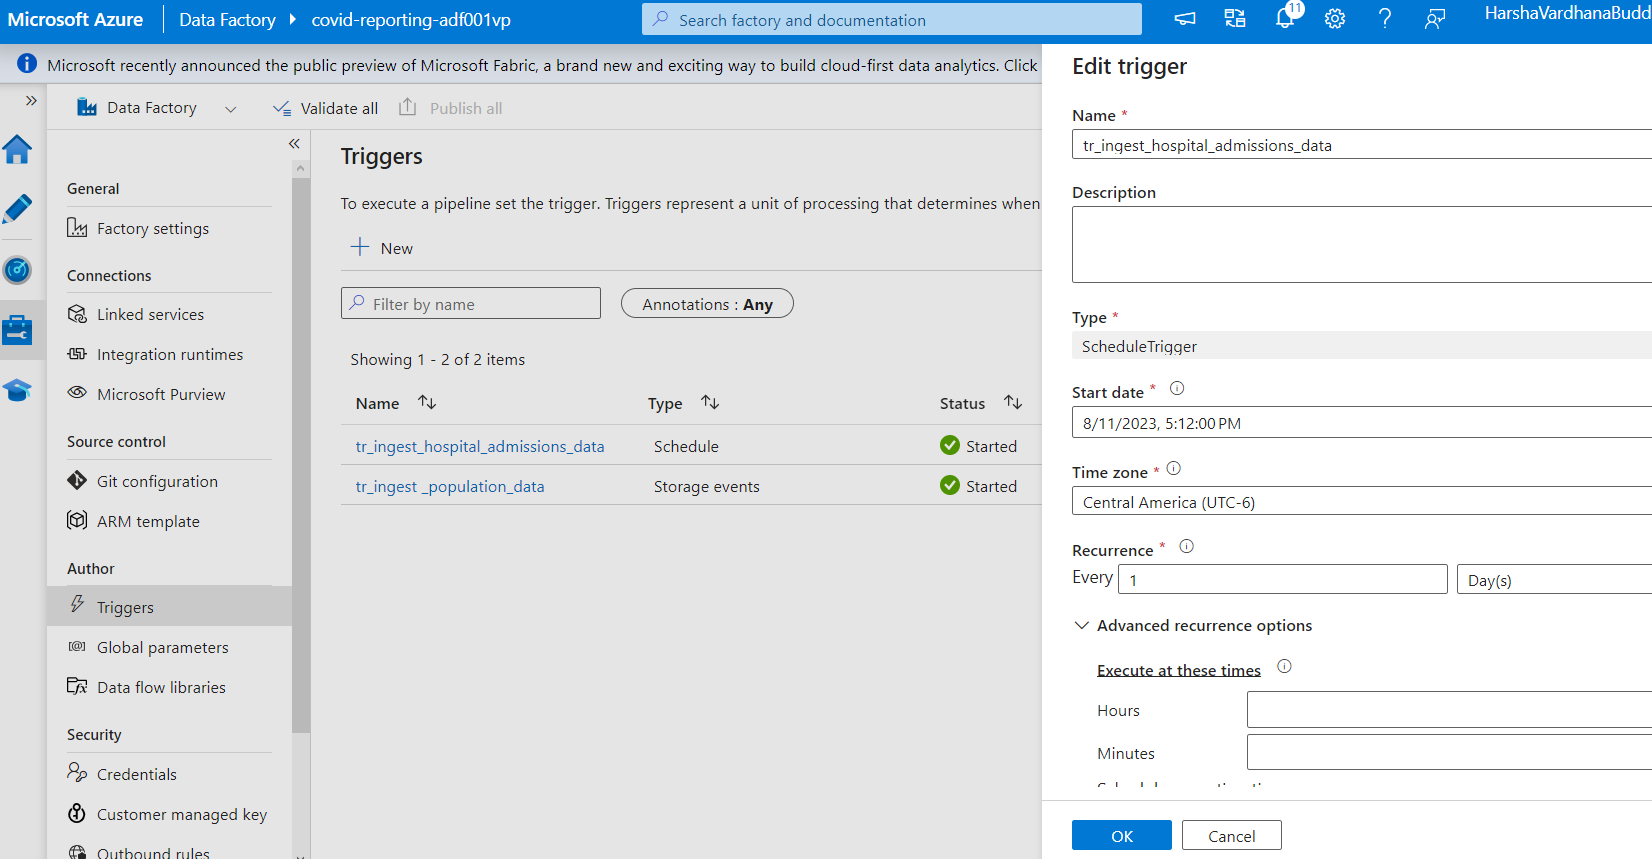 Microsoft Azure
Data Factory
covid-reporting-adf001vp
Search factory and documentation
11
HarshaVardhanaBudd
Microsoft recently announced the public preview of Microsoft Fabric, a brand new and exciting way to build cloud-first data analytics. Click
Data Factory
Validate all
Publish all
General
Factory settings
Connections
Linked services
Integration runtimes
Microsoft Purview
Source control
Git configuration
ARM template
Author
Triggers
Global parameters
Data flow libraries
Security
Credentials
Customer managed key
Outbound rules
Triggers
To execute a pipeline set the trigger. Triggers represent a unit of processing that determines when
New
Filter by name
Annotations : Any
Showing 1 - 2 of 2 items
Name Type Status
tr_ingest_hospital_admissions_data Schedule Started
tr_ingest _population_data Storage events Started
Edit trigger
Name *
tr_ingest_hospital_admissions_data
Description
Type *
ScheduleTrigger
Start date *
8/11/2023, 5:12:00 PM
Time zone *
Central America (UTC-6)
Recurrence *
Every 1 Day(s)
Advanced recurrence options
Execute at these times
Hours
Minutes
OK Cancel